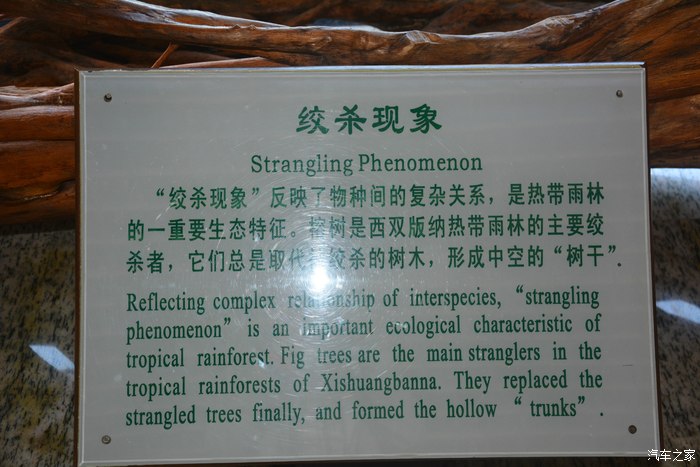 绞杀现象
Strangling Phenomenon
“绞杀现象”反映了物种间的复杂关系，是热带雨林
的一重要生态特征。榕树是西双版纳热带雨林的主要绞
杀者，它们总是取代被绞杀的树木，形成中空的“树干”.
Reflecting complex relationship of interspecies, “strangling
phenomenon” is an important ecological characteristic of
tropical rainforest. Fig trees are the main stranglers in the
tropical rainforests of Xishuangbanna. They replaced the
strangled trees finally, and formed the hollow “ trunks” .
汽车之家